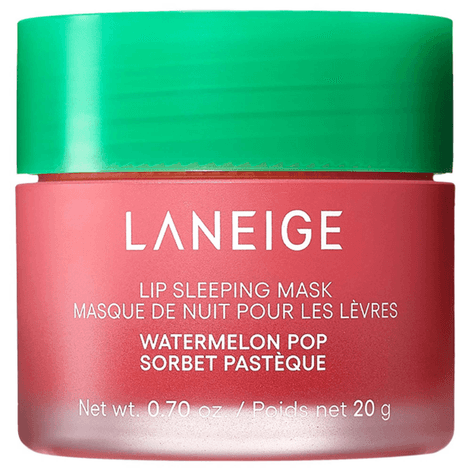 LANEIGE
LIP SLEEPING MASK
MASQUE DE NUIT POUR LES LÈVRES
WATERMELON POP
SORBET PASTÈQUE
Net wt. 0.70 oz / Poids net 20 g